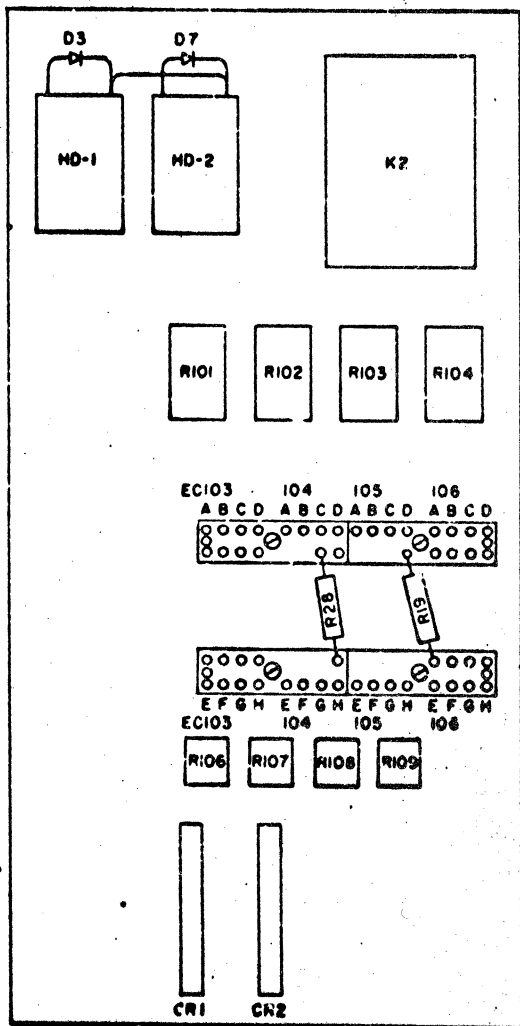 D3 D7
HD-1 HD-2 K2
R101 R102 R103 R104
EC103 104 105 106
A B C D A B C D A B C D A B C D
R28 R19
E F G H E F G H E F G H E F G H
EC103 104 105 106
R106 R107 R108 R109
CR1 CR2